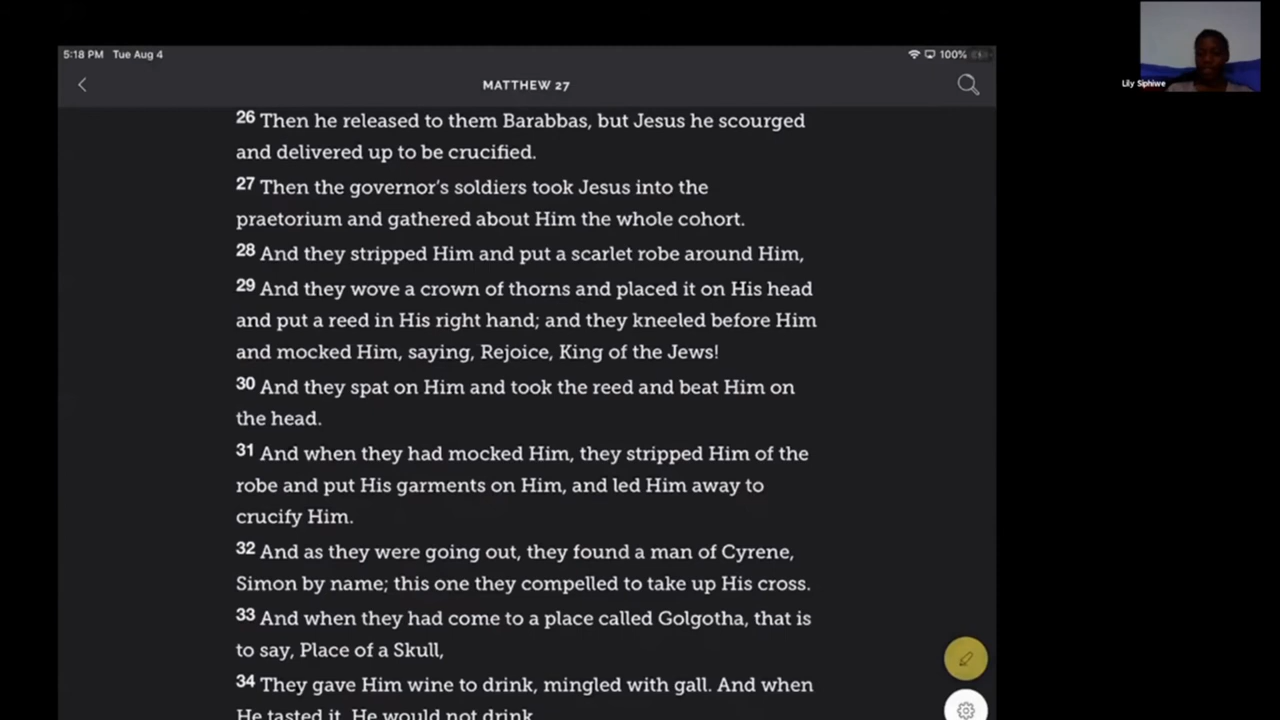 5:18 PM Tue Aug 4
100%
MATTHEW 27
Lily Siphiwe
26 Then he released to them Barabbas, but Jesus he scourged
and delivered up to be crucified.
27 Then the governor's soldiers took Jesus into the
praetorium and gathered about Him the whole cohort.
28 And they stripped Him and put a scarlet robe around Him,
29 And they wove a crown of thorns and placed it on His head
and put a reed in His right hand; and they kneeled before Him
and mocked Him, saying, Rejoice, King of the Jews!
30 And they spat on Him and took the reed and beat Him on
the head.
31 And when they had mocked Him, they stripped Him of the
robe and put His garments on Him, and led Him away to
crucify Him.
32 And as they were going out, they found a man of Cyrene,
Simon by name; this one they compelled to take up His cross.
33 And when they had come to a place called Golgotha, that is
to say, Place of a Skull,
34 They gave Him wine to drink, mingled with gall. And when
He tasted it, He would not drink